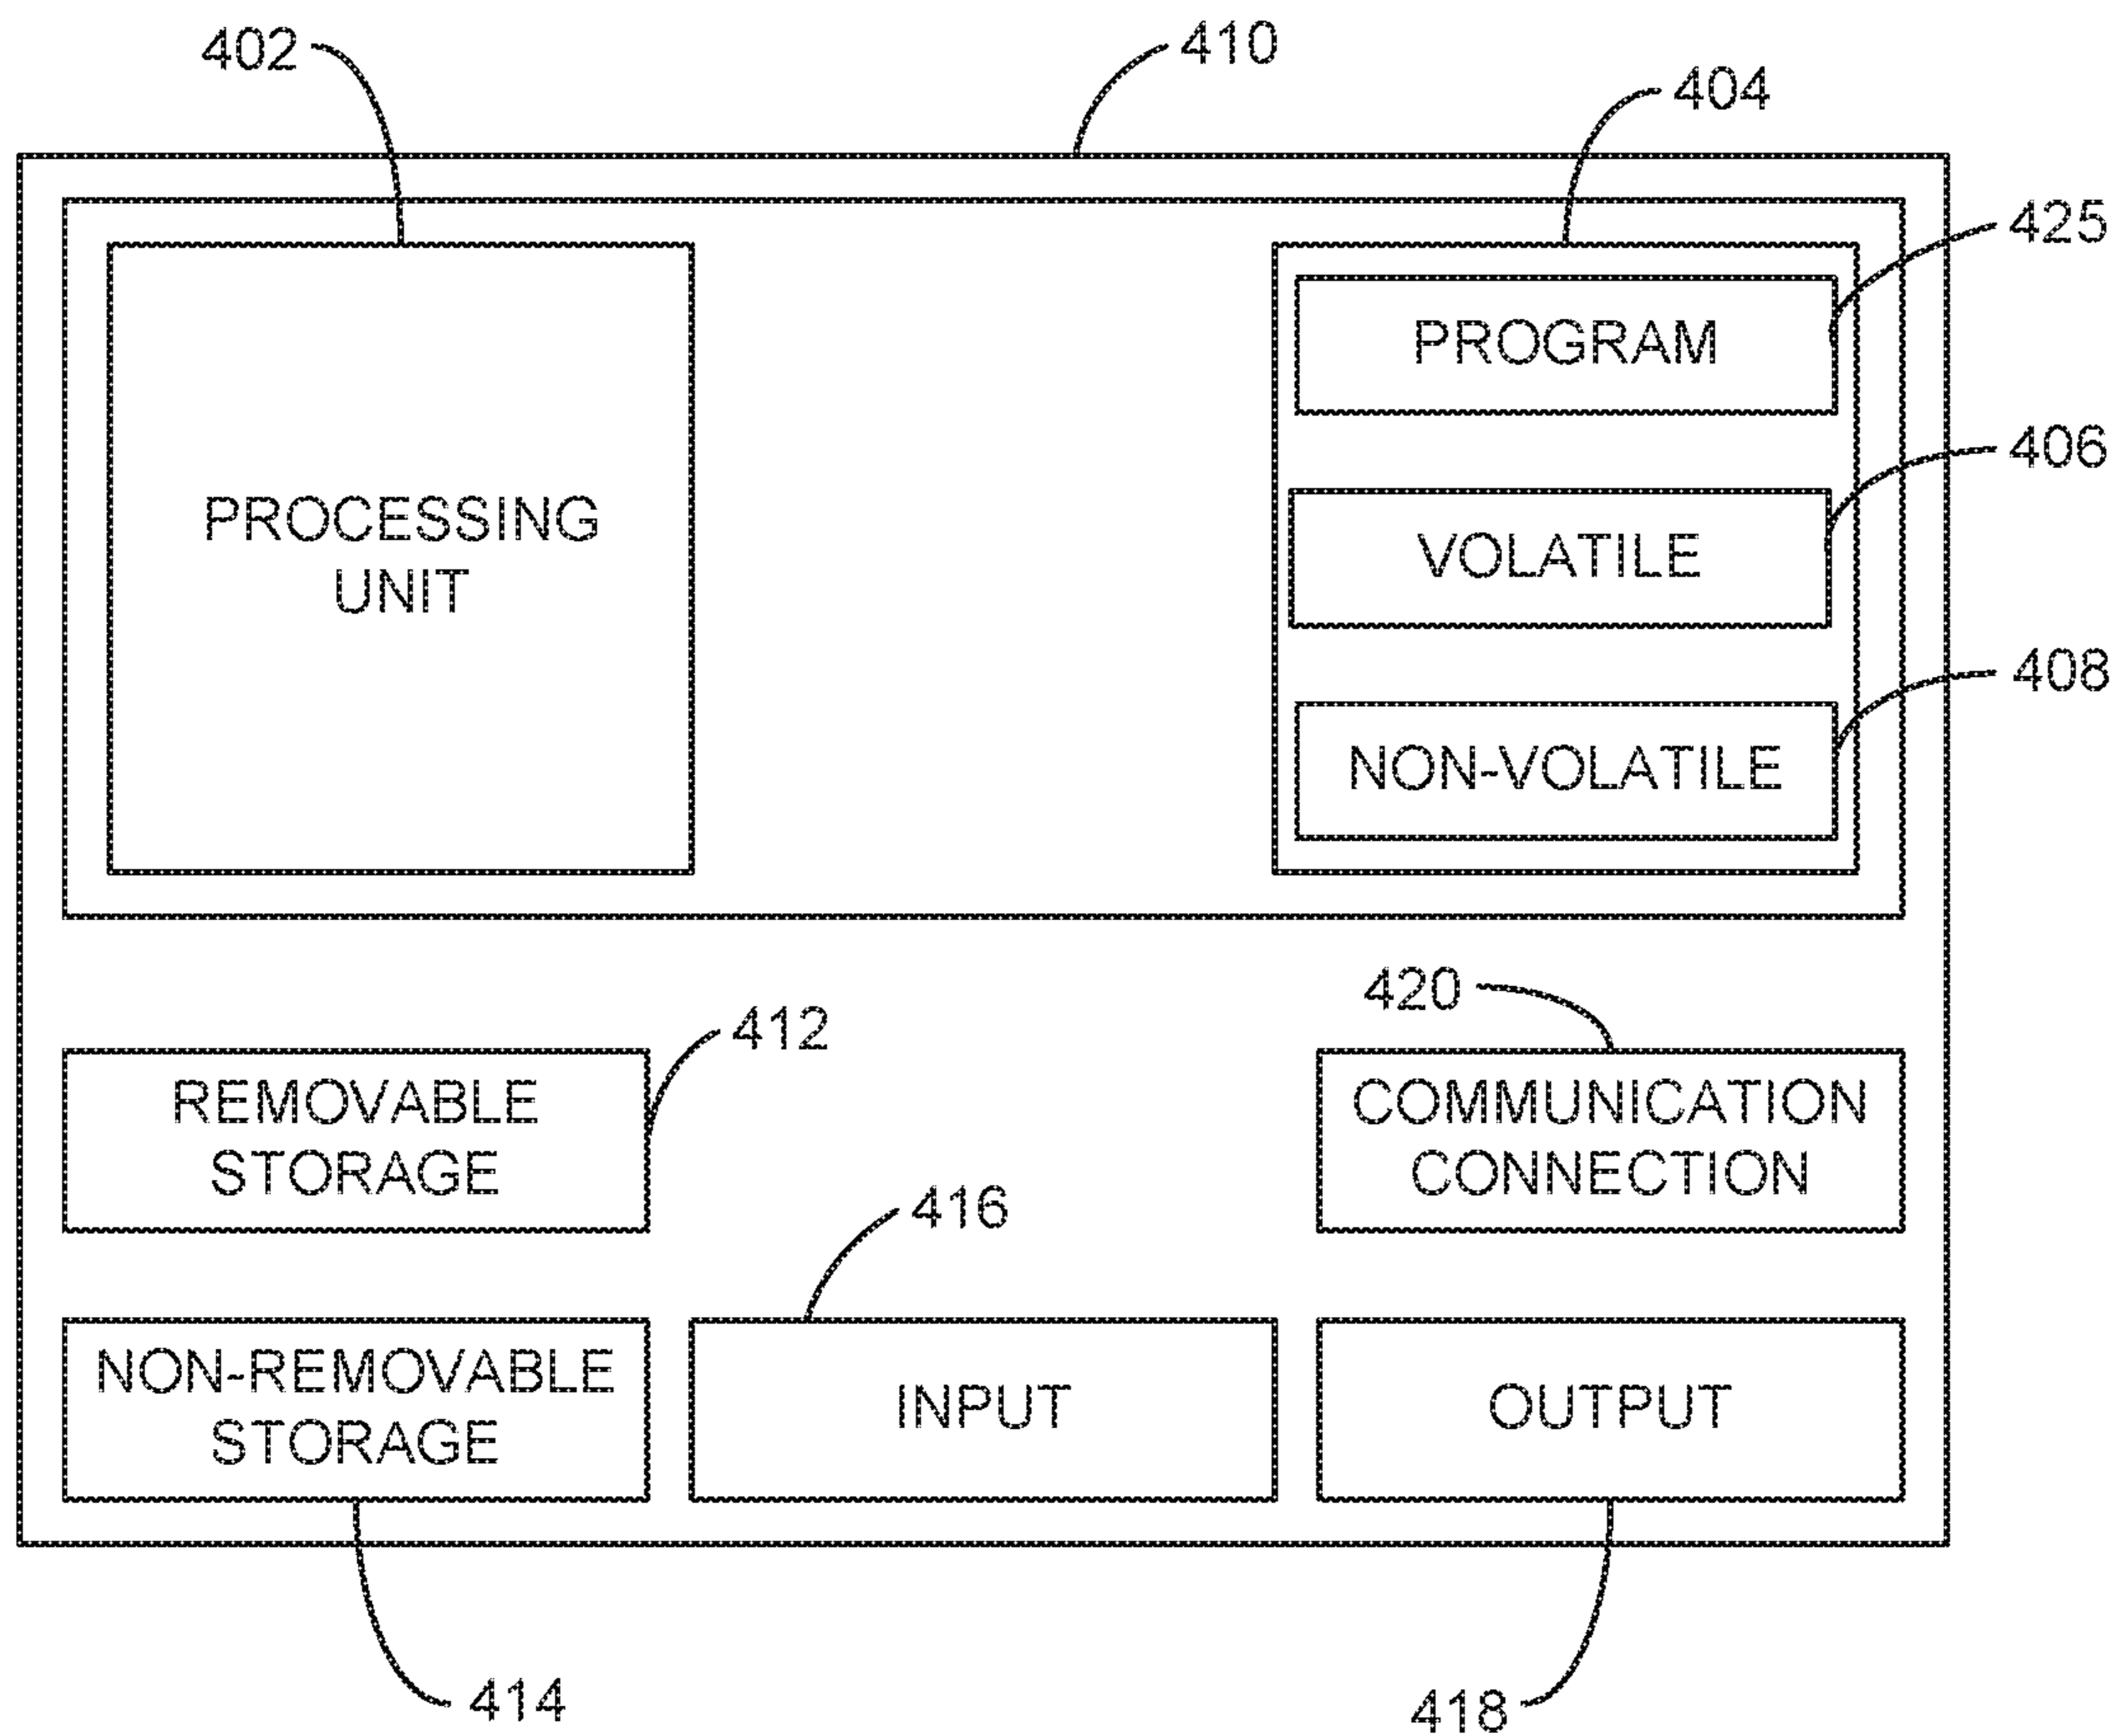 402
410
404
425
PROGRAM
406
PROCESSING
UNIT
VOLATILE
408
NON-VOLATILE
420
412
REMOVABLE
STORAGE
COMMUNICATION
CONNECTION
416
NON-REMOVABLE
STORAGE
INPUT
OUTPUT
414
418